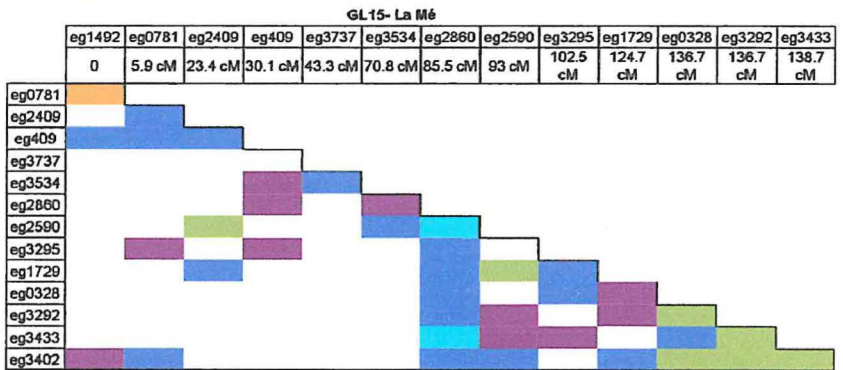 GL15- La Mé
eg1492 eg0781 eg2409 eg409 eg3737 eg3534 eg2860 eg2590 eg3295 eg1729 eg0328 eg3292 eg3433
0 5.9 cM 23.4 cM 30.1 cM 43.3 cM 70.8 cM 85.5 cM 93 cM 102.5 cM 124.7 cM 136.7 cM 136.7 cM 138.7 cM
eg0781
eg2409
eg409
eg3737
eg3534
eg2860
eg2590
eg3295
eg1729
eg0328
eg3292
eg3433
eg3402